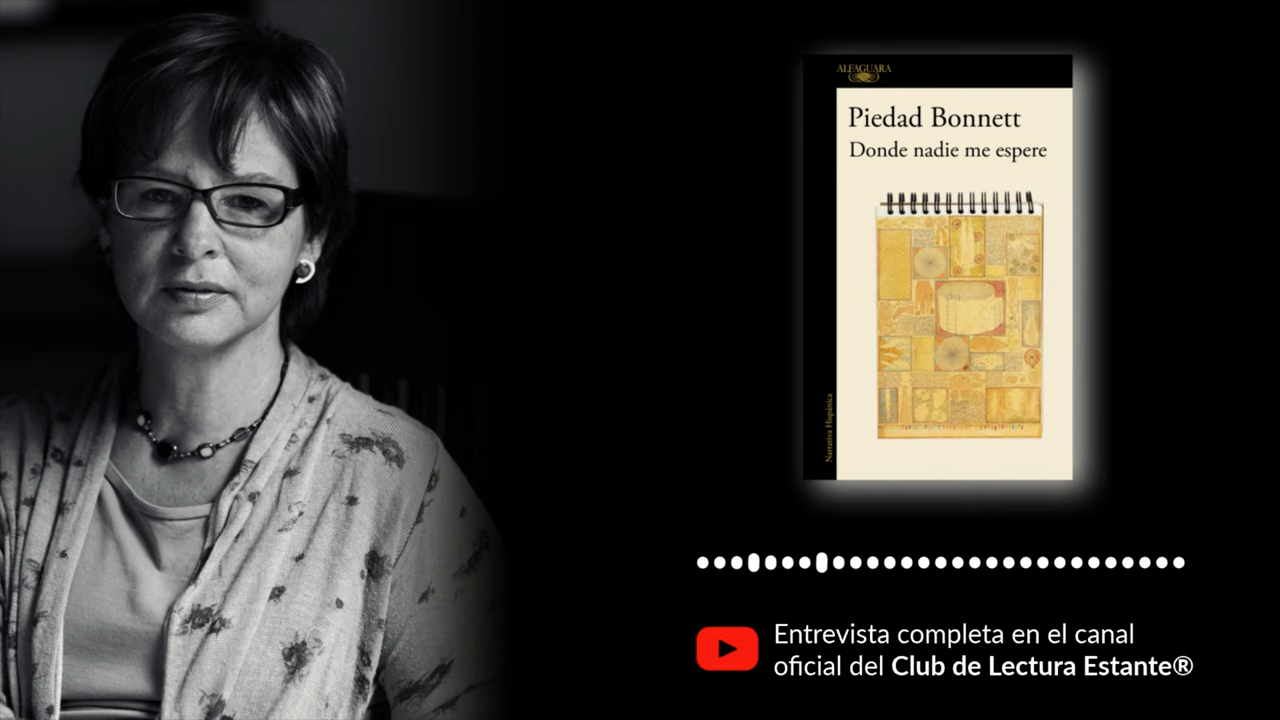 ALFAGUARA
Piedad Bonnett
Donde nadie me espere
Narrativa Hispánica
Entrevista completa en el canal
oficial del Club de Lectura Estante®